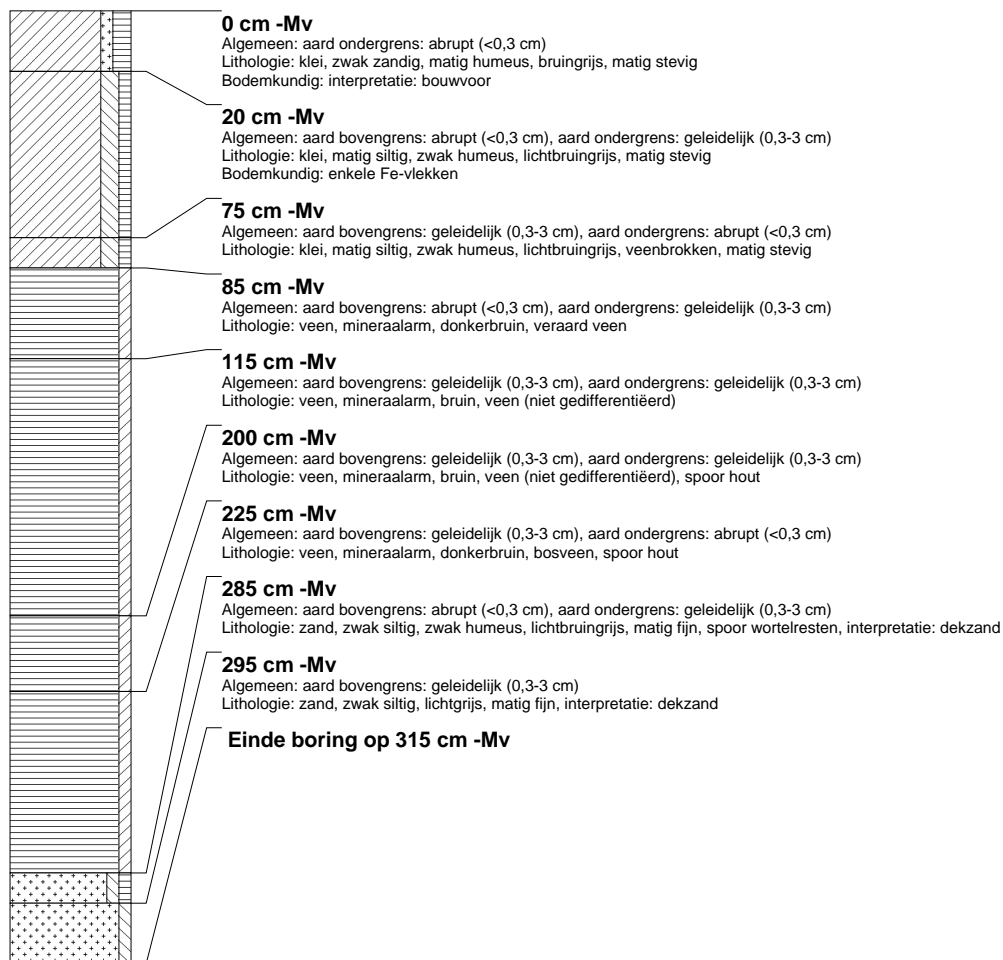 0 cm -Mv
Algemeen: aard ondergrens: abrupt (<0,3 cm)
Lithologie: klei, zwak zandig, matig humeus, bruingrijs, matig stevig
Bodemkundig: interpretatie: bouwvoor
20 cm -Mv
Algemeen: aard bovengrens: abrupt (<0,3 cm), aard ondergrens: geleidelijk (0,3-3 cm)
Lithologie: klei, matig siltig, zwak humeus, lichtbruingrijs, matig stevig
Bodemkundig: enkele Fe-vlekken
75 cm -Mv
Algemeen: aard bovengrens: geleidelijk (0,3-3 cm), aard ondergrens: abrupt (<0,3 cm)
Lithologie: klei, matig siltig, zwak humeus, lichtbruingrijs, veenbrokken, matig stevig
85 cm -Mv
Algemeen: aard bovengrens: abrupt (<0,3 cm), aard ondergrens: geleidelijk (0,3-3 cm)
Lithologie: veen, mineraalarm, donkerbruin, veraard veen
115 cm -Mv
Algemeen: aard bovengrens: geleidelijk (0,3-3 cm), aard ondergrens: geleidelijk (0,3-3 cm)
Lithologie: veen, mineraalarm, bruin, veen (niet gedifferentiëerd)
200 cm -Mv
Algemeen: aard bovengrens: geleidelijk (0,3-3 cm), aard ondergrens: geleidelijk (0,3-3 cm)
Lithologie: veen, mineraalarm, bruin, veen (niet gedifferentiëerd), spoor hout
225 cm -Mv
Algemeen: aard bovengrens: geleidelijk (0,3-3 cm), aard ondergrens: abrupt (<0,3 cm)
Lithologie: veen, mineraalarm, donkerbruin, bosveen, spoor hout
285 cm -Mv
Algemeen: aard bovengrens: abrupt (<0,3 cm), aard ondergrens: geleidelijk (0,3-3 cm)
Lithologie: zand, zwak siltig, zwak humeus, lichtbruingrijs, matig fijn, spoor wortelresten, interpretatie: dekzand
295 cm -Mv
Algemeen: aard bovengrens: geleidelijk (0,3-3 cm)
Lithologie: zand, zwak siltig, lichtgrijs, matig fijn, interpretatie: dekzand
Einde boring op 315 cm -Mv